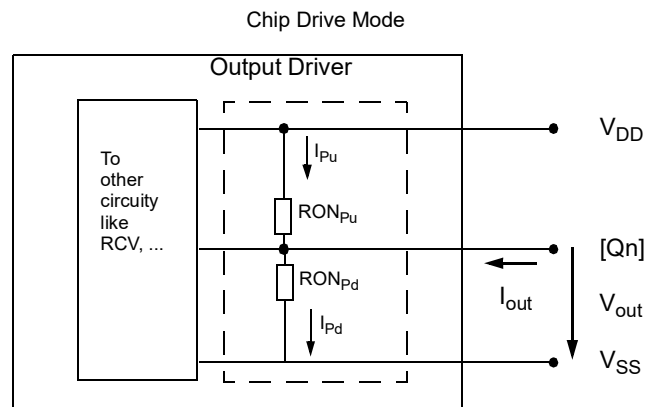 Chip Drive Mode
Output Driver
To
other
circuity
like
RCV, ...
I_Pu
RON_Pu
RON_Pd
I_Pd
V_DD
[Qn]
I_out
V_out
V_SS